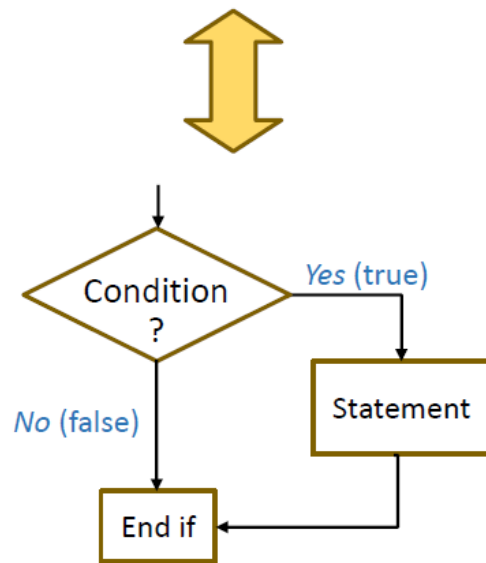 Yes (true)
Condition
?
Statement
No (false)
End if